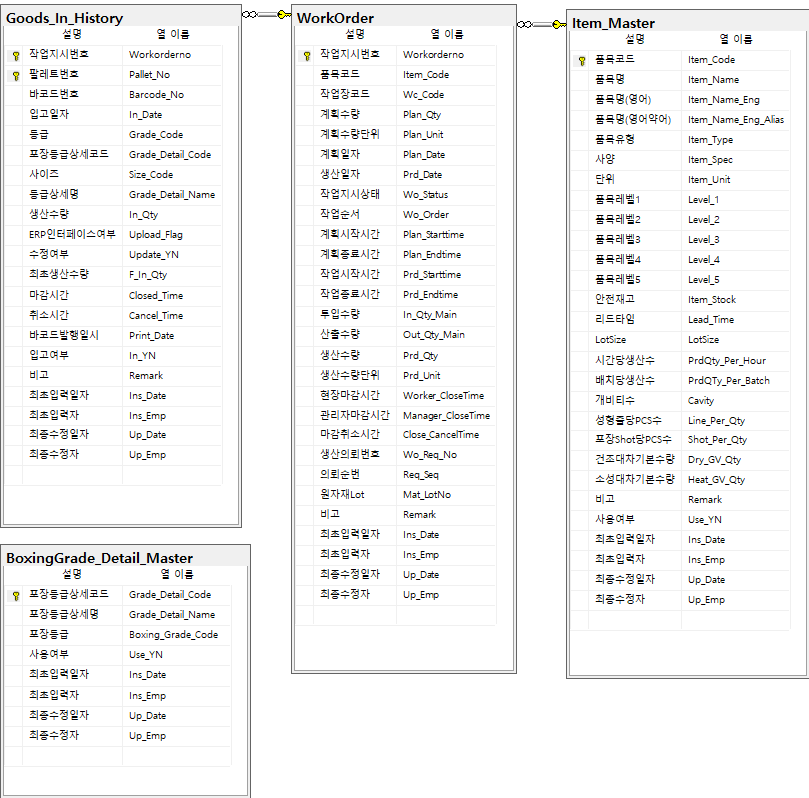 Goods_In_History
설명 열 이름
작업지시번호 Workorderno
팔레트번호 Pallet_No
바코드번호 Barcode_No
입고일자 In_Date
등급 Grade_Code
포장등급상세코드 Grade_Detail_Code
사이즈 Size_Code
등급상세명 Grade_Detail_Name
생산수량 In_Qty
ERP인터페이스여부 Upload_Flag
수정여부 Update_YN
최초생산수량 F_In_Qty
마감시간 Closed_Time
취소시간 Cancel_Time
바코드발행일시 Print_Date
입고여부 In_YN
비고 Remark
최초입력일자 Ins_Date
최초입력자 Ins_Emp
최종수정일자 Up_Date
최종수정자 Up_Emp
BoxingGrade_Detail_Master
설명 열 이름
포장등급상세코드 Grade_Detail_Code
포장등급상세명 Grade_Detail_Name
포장등급 Boxing_Grade_Code
사용여부 Use_YN
최초입력일자 Ins_Date
최초입력자 Ins_Emp
최종수정일자 Up_Date
최종수정자 Up_Emp
WorkOrder
설명 열 이름
작업지시번호 Workorderno
품목코드 Item_Code
작업장코드 Wc_Code
계획수량 Plan_Qty
계획수량단위 Plan_Unit
계획일자 Plan_Date
생산일자 Prd_Date
작업지시상태 Wo_Status
작업순서 Wo_Order
계획시작시간 Plan_Starttime
계획종료시간 Plan_Endtime
작업시작시간 Prd_Starttime
작업종료시간 Prd_Endtime
투입수량 In_Qty_Main
산출수량 Out_Qty_Main
생산수량 Prd_Qty
생산수량단위 Prd_Unit
현장마감시간 Worker_CloseTime
관리자마감시간 Manager_CloseTime
마감취소시간 Close_CancelTime
생산의뢰번호 Wo_Req_No
의뢰순번 Req_Seq
원자재Lot Mat_LotNo
비고 Remark
최초입력일자 Ins_Date
최초입력자 Ins_Emp
최종수정일자 Up_Date
최종수정자 Up_Emp
Item_Master
설명 열 이름
품목코드 Item_Code
품목명 Item_Name
품목명(영어) Item_Name_Eng
품목명(영어약어) Item_Name_Eng_Alias
품목유형 Item_Type
사양 Item_Spec
단위 Item_Unit
품목레벨1 Level_1
품목레벨2 Level_2
품목레벨3 Level_3
품목레벨4 Level_4
품목레벨5 Level_5
안전재고 Item_Stock
리드타임 Lead_Time
LotSize LotSize
시간당생산수 PrdQty_Per_Hour
배치당생산수 PrdQTy_Per_Batch
개비티수 Cavity
성형줄당PCS수 Line_Per_Qty
포장Shot당PCS수 Shot_Per_Qty
건조대차기본수량 Dry_GV_Qty
소성대차기본수량 Heat_GV_Qty
비고 Remark
사용여부 Use_YN
최초입력일자 Ins_Date
최초입력자 Ins_Emp
최종수정일자 Up_Date
최종수정자 Up_Emp